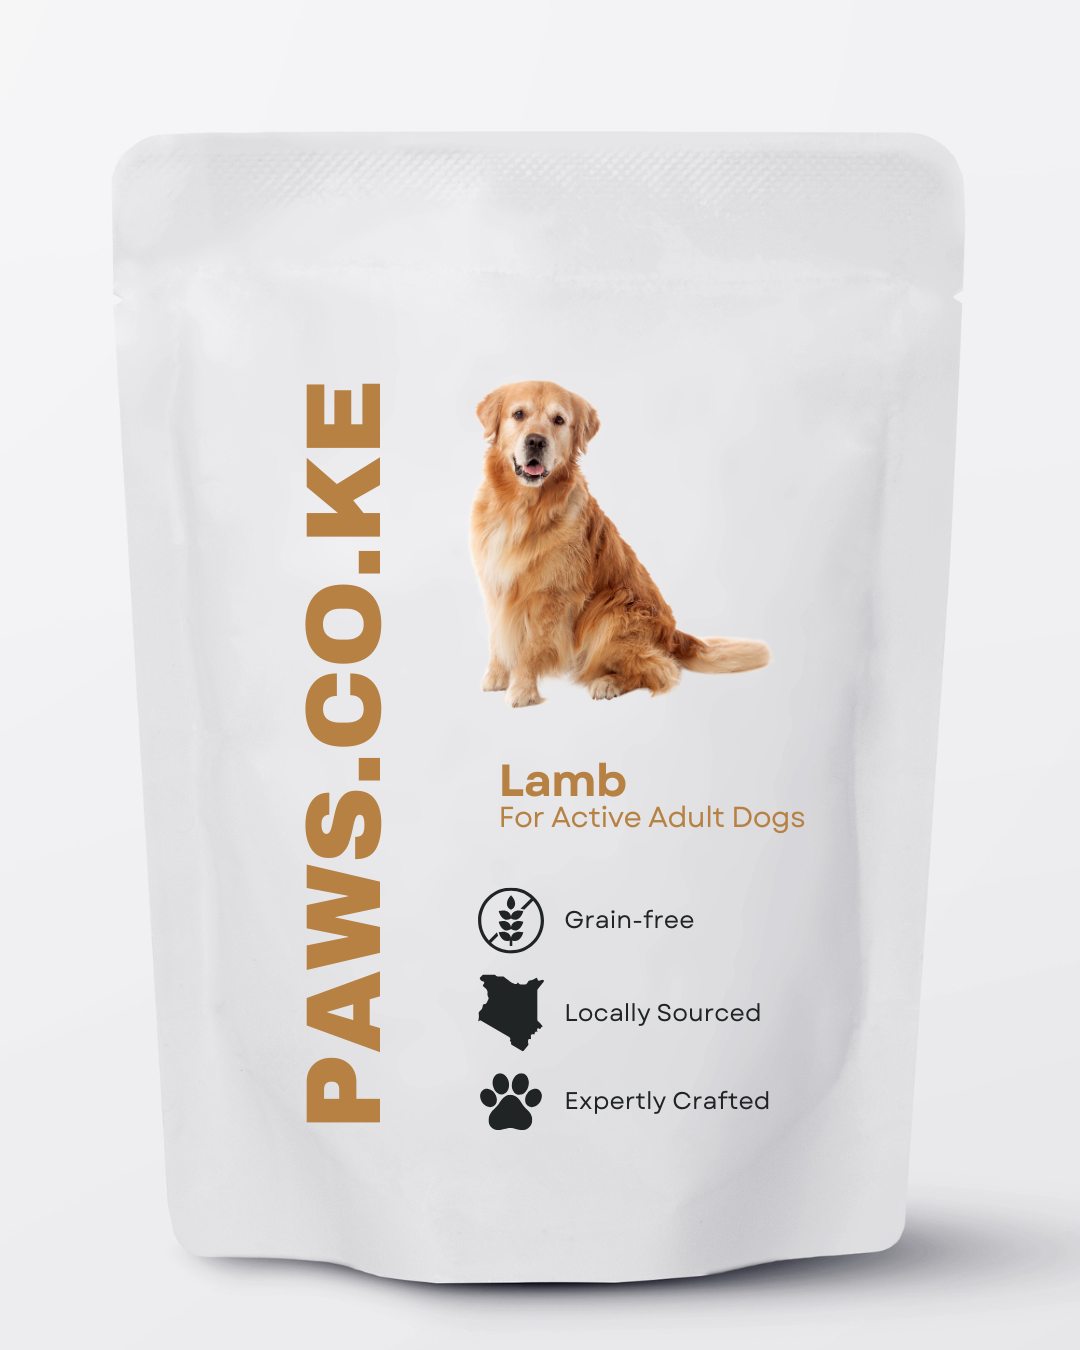 PAWS.CO.KE
Lamb
For Active Adult Dogs
Grain-free
Locally Sourced
Expertly Crafted